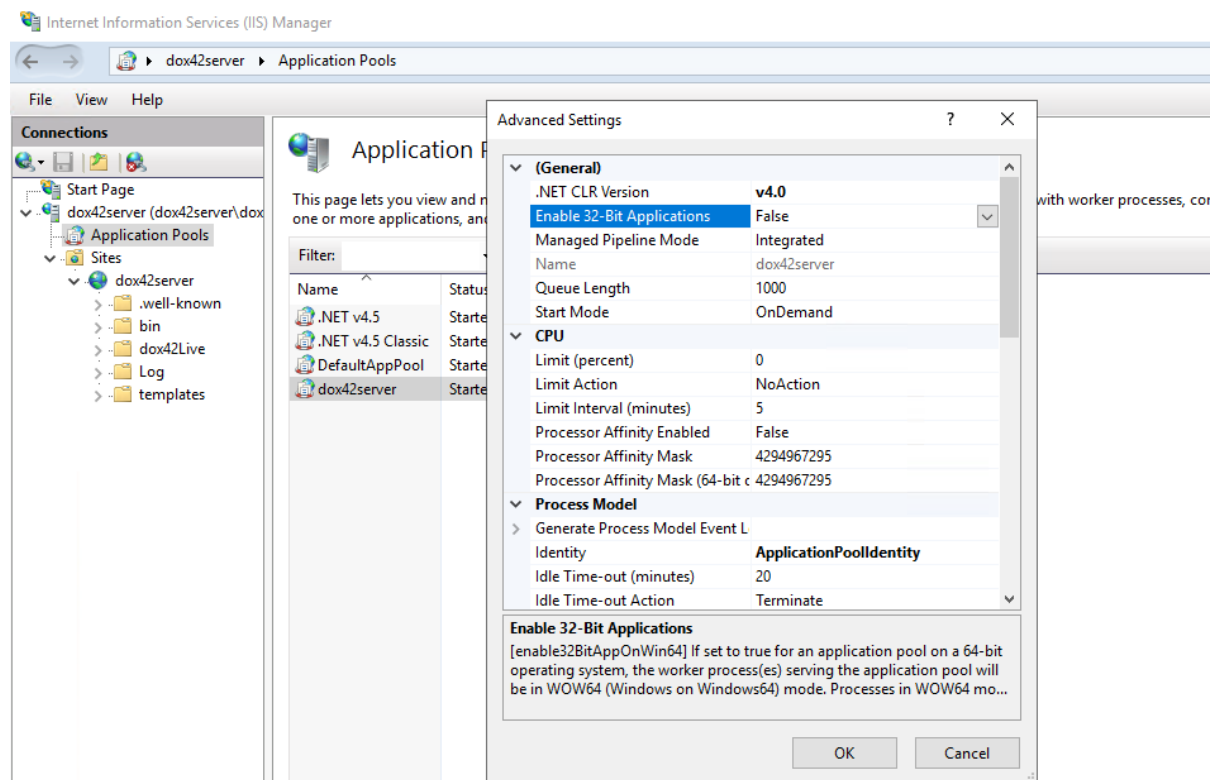 Internet Information Services (IIS) Manager
dox42server Application Pools
File View Help
Connections
Start Page
dox42server (dox42server\dox
Application Pools
Sites
dox42server
.well-known
bin
dox42Live
Log
templates
Application P
This page lets you view and n
one or more applications, an
with worker processes, cor
Filter:
Name Status
.NET v4.5 Starte
.NET v4.5 Classic Starte
DefaultAppPool Starte
dox42server Starte
Advanced Settings ?
(General)
.NET CLR Version v4.0
Enable 32-Bit Applications False
Managed Pipeline Mode Integrated
Name dox42server
Queue Length 1000
Start Mode OnDemand
CPU
Limit (percent) 0
Limit Action NoAction
Limit Interval (minutes) 5
Processor Affinity Enabled False
Processor Affinity Mask 4294967295
Processor Affinity Mask (64-bit c 4294967295
Process Model
Generate Process Model Event L
Identity ApplicationPoolIdentity
Idle Time-out (minutes) 20
Idle Time-out Action Terminate
Enable 32-Bit Applications
[enable32BitAppOnWin64] If set to true for an application pool on a 64-bit
operating system, the worker process(es) serving the application pool will
be in WOW64 (Windows on Windows64) mode. Processes in WOW64 mo...
OK Cancel